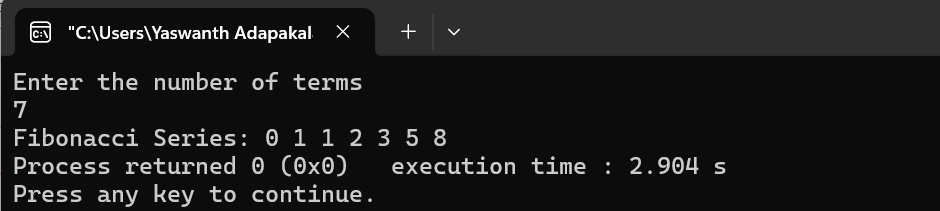 "C:\Users\Yaswanth Adapakal
Enter the number of terms
7
Fibonacci Series: 0 1 1 2 3 5 8
Process returned 0 (0x0)   execution time : 2.904 s
Press any key to continue.